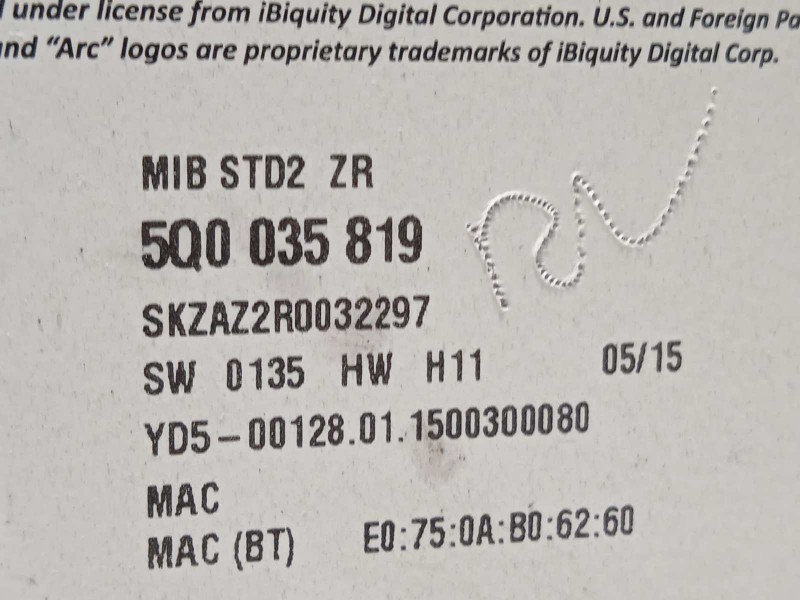 under license from iBiquity Digital Corporation. U.S. and Foreign Pa
nd “Arc” logos are proprietary trademarks of iBiquity Digital Corp.
MIB STD2 ZR
5Q0 035 819
SKZAZ2R0032297
SW 0135 HW H11 05/15
YD5-00128.01.1500300080
MAC
MAC (BT) E0:75:0A:B0:62:60